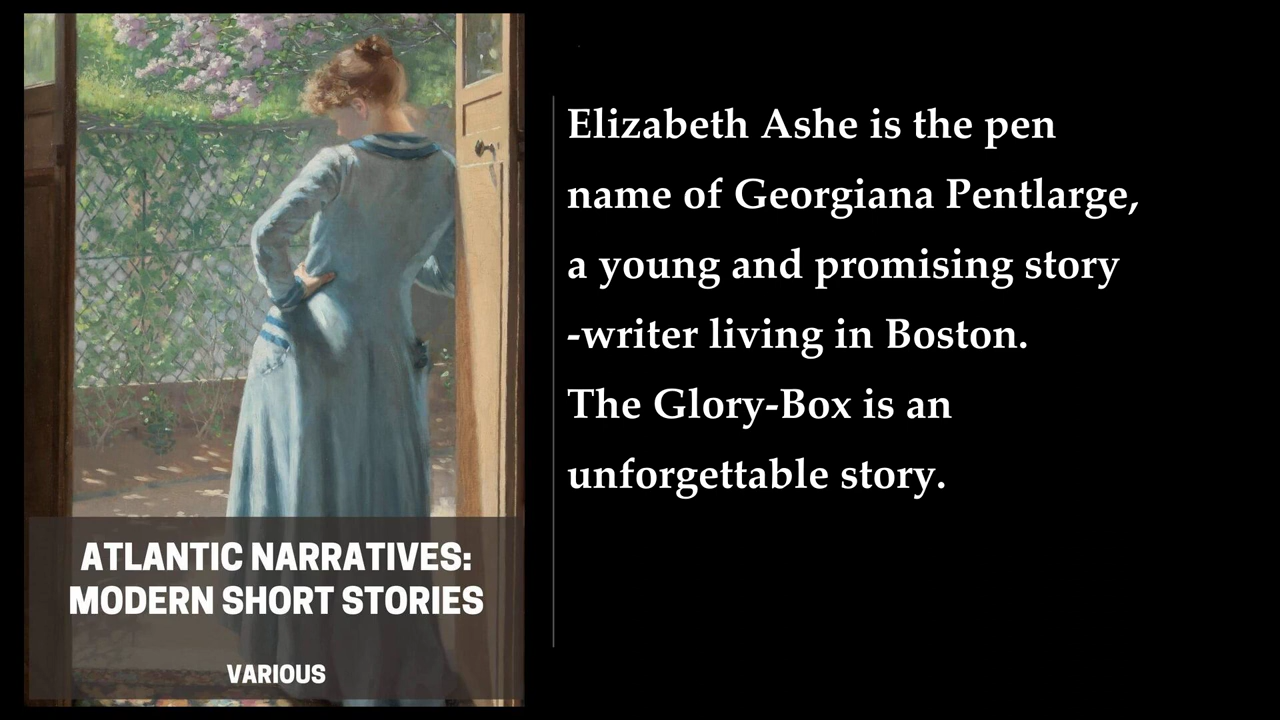 ATLANTIC NARRATIVES:
MODERN SHORT STORIES
VARIOUS
Elizabeth Ashe is the pen
name of Georgiana Pentlarge,
a young and promising story
-writer living in Boston.
The Glory-Box is an
unforgettable story.